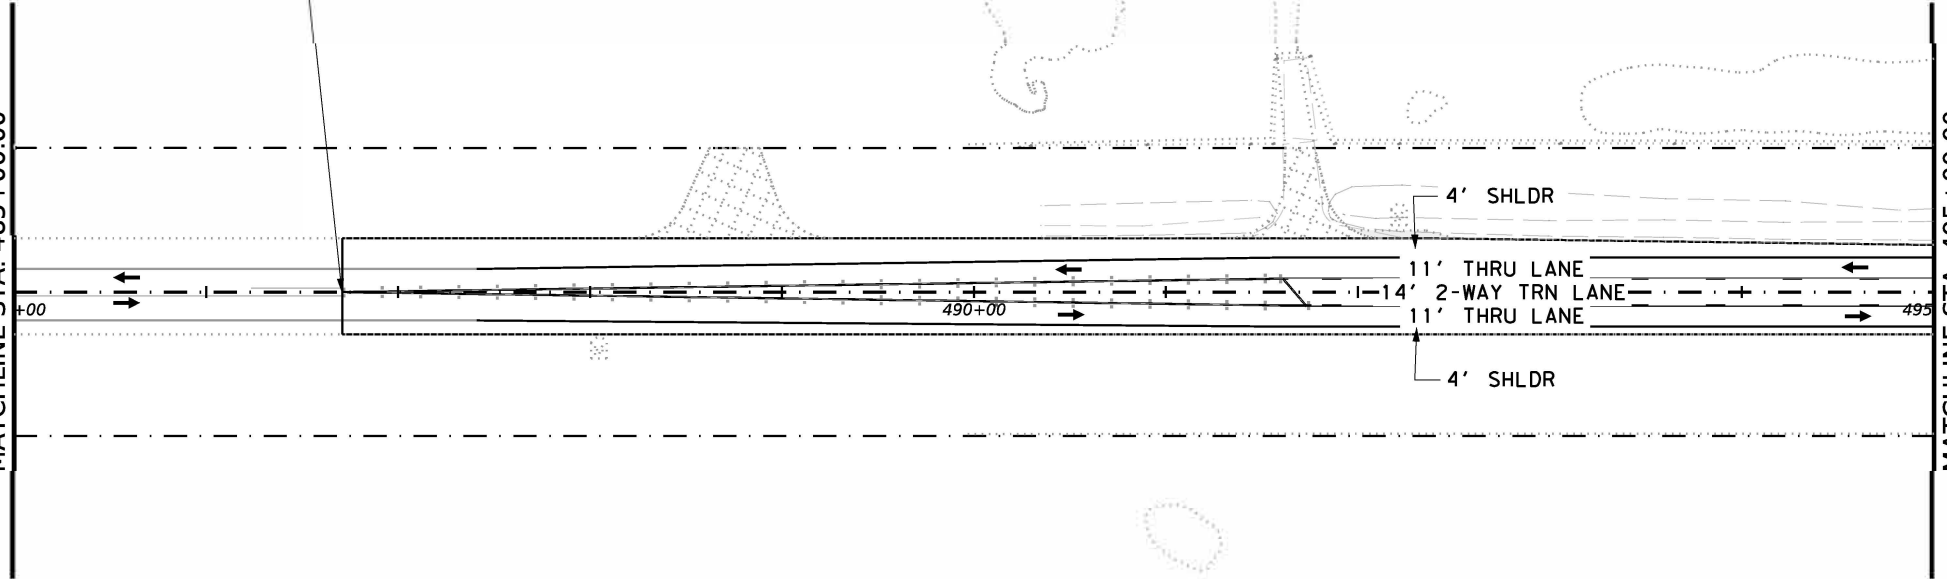 4' SHLDR
11' THRU LANE
14' 2-WAY TRN LANE
+00
490+00
11' THRU LANE
495
4' SHLDR